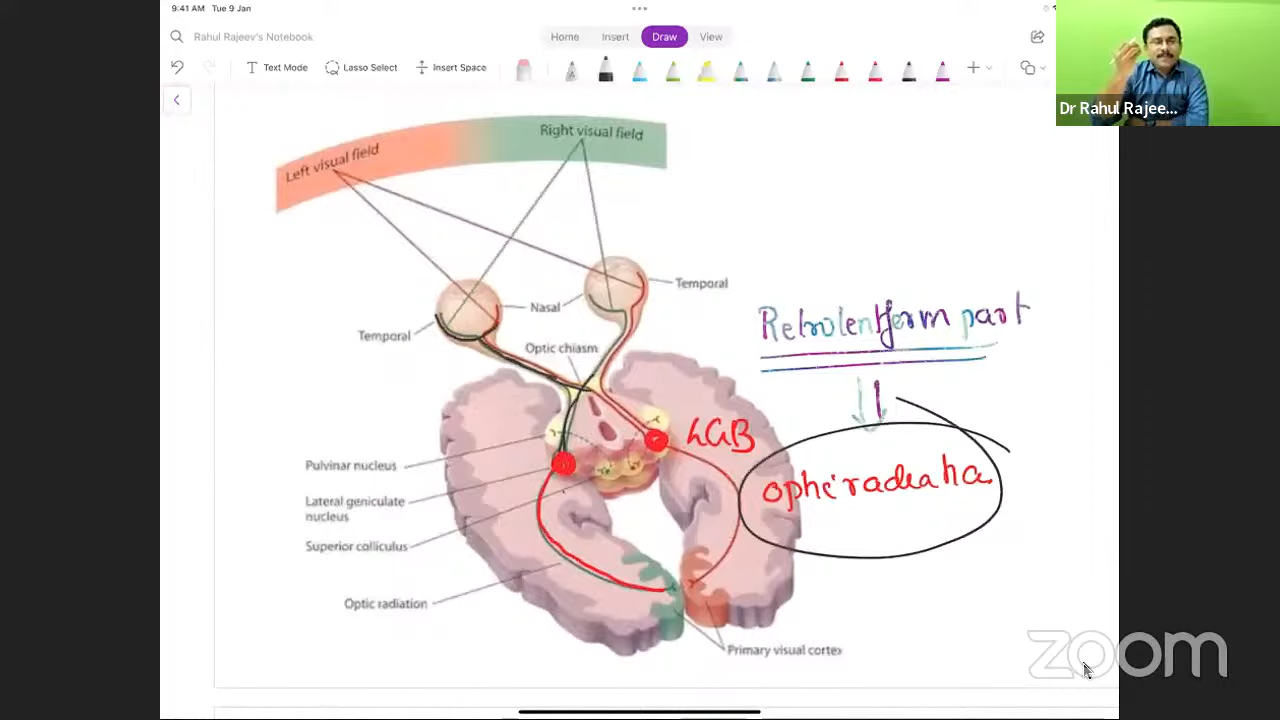 9:41 AM Tue 9 Jan
Rahul Rajeev's Notebook
Home Insert Draw View
Text Mode Lasso Select Insert Space
Dr Rahul Rajee...
Left visual field
Right visual field
Temporal
Nasal
Temporal
Optic chiasm
Retrolentiform part
LGB
Pulvinar nucleus
Lateral geniculate
nucleus
Superior colliculus
Optic radiation
Primary visual cortex
zoom